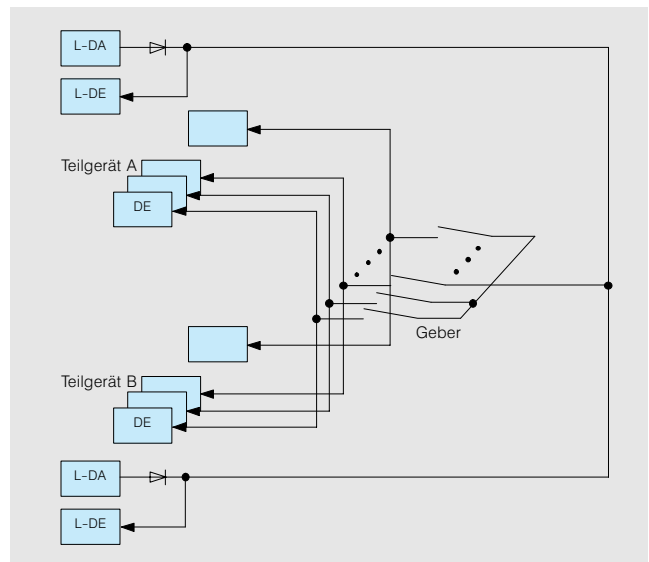 L-DA
L-DE
Teilgerät A
DE
Geber
Teilgerät B
DE
L-DA
L-DE